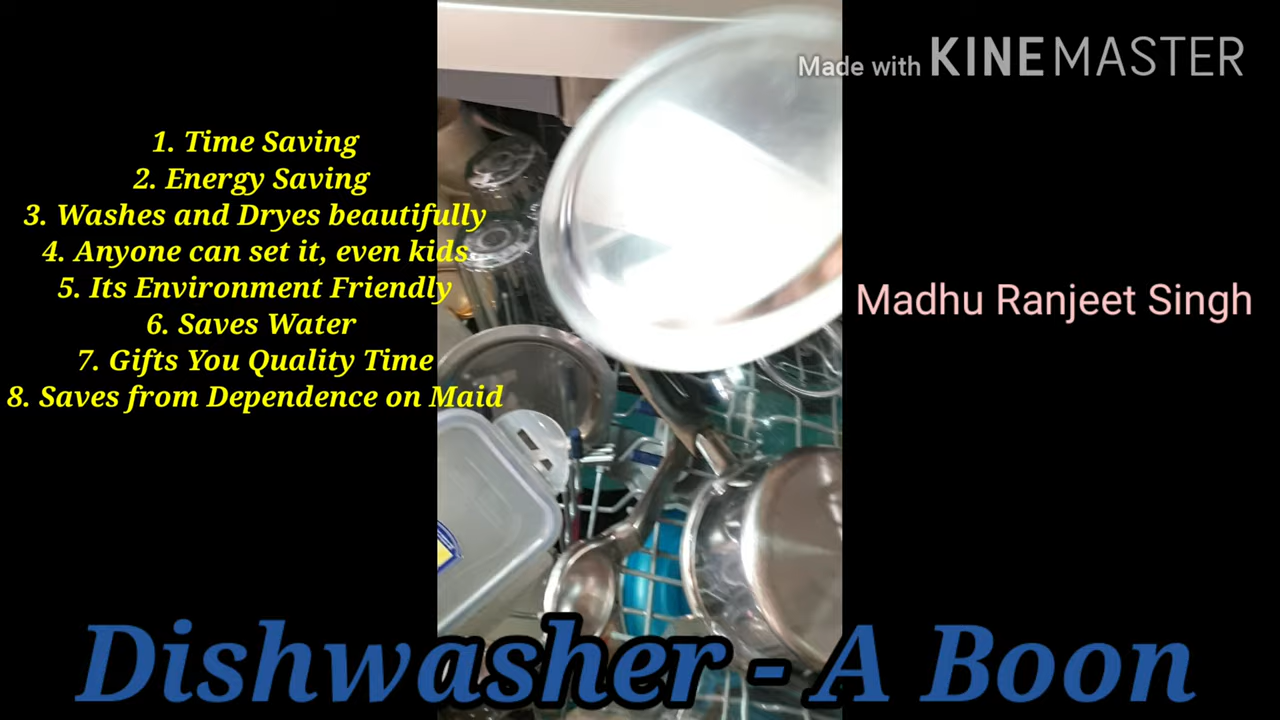 Made with KINEMASTER
1. Time Saving
2. Energy Saving
3. Washes and Dryes beautifully
4. Anyone can set it, even kids
5. Its Environment Friendly
6. Saves Water
7. Gifts You Quality Time
8. Saves from Dependence on Maid
Madhu Ranjeet Singh
Dishwasher - A Boon